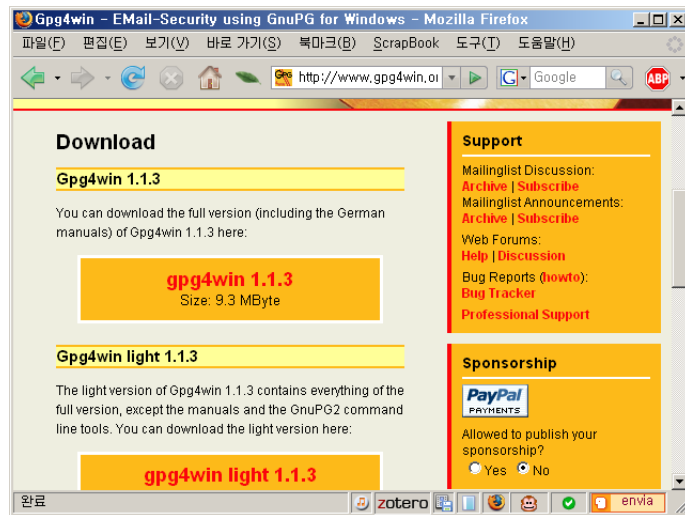 Gpg4win - EMail-Security using GnuPG for Windows - Mozilla Firefox
파일(F) 편집(E) 보기(V) 바로 가기(S) 북마크(B) ScrapBook 도구(T) 도움말(H)
http://www.gpg4win.or
G Google
ABP
Download
Gpg4win 1.1.3
You can download the full version (including the German
manuals) of Gpg4win 1.1.3 here:
gpg4win 1.1.3
Size: 9.3 MByte
Gpg4win light 1.1.3
The light version of Gpg4win 1.1.3 contains everything of the
full version, except the manuals and the GnuPG2 command
line tools. You can download the light version here:
gpg4win light 1.1.3
Support
Mailinglist Discussion:
Archive | Subscribe
Mailinglist Announcements:
Archive | Subscribe
Web Forums:
Help | Discussion
Bug Reports (howto):
Bug Tracker
Professional Support
Sponsorship
PayPal
PAYMENTS
Allowed to publish your
sponsorship?
Yes No
완료
zotero
envia